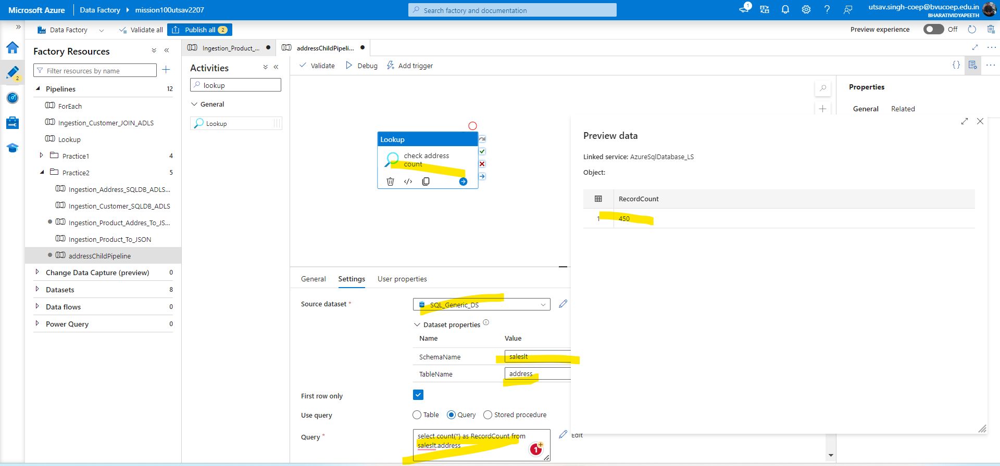 Microsoft Azure
Data Factory
mission100utsav2207
Search factory and documentation
1
utsav.singh-coep@bvucoep.edu.in
BHARATIVIDYAPEETH
Data Factory
Validate all
Publish all 2
Preview experience
Off
2
Factory Resources
Filter resources by name
Pipelines 12
ForEach
Ingestion_Customer_JOIN_ADLS
Lookup
Practice1 4
Practice2 5
Ingestion_Address_SQLDB_ADLS...
Ingestion_Customer_SQLDB_ADLS
Ingestion_Product_Addres_To_JS...
Ingestion_Product_To_JSON
addressChildPipeline
Change Data Capture (preview) 0
Datasets 8
Data flows 0
Power Query 0
Ingestion_Product_...
addressChildPipeli...
Activities
lookup
General
Lookup
Validate
Debug
Add trigger
Lookup
check address
count
General
Settings
User properties
Source dataset *
SQL_Generic_DS
Dataset properties
Name Value
SchemaName saleslt
TableName address
First row only
Use query
Table
Query
Stored procedure
Query *
select count(*) as RecordCount from
saleslt.address
1
Edit
Properties
General
Related
Preview data
Linked service: AzureSqlDatabase_LS
Object:
RecordCount
1 450